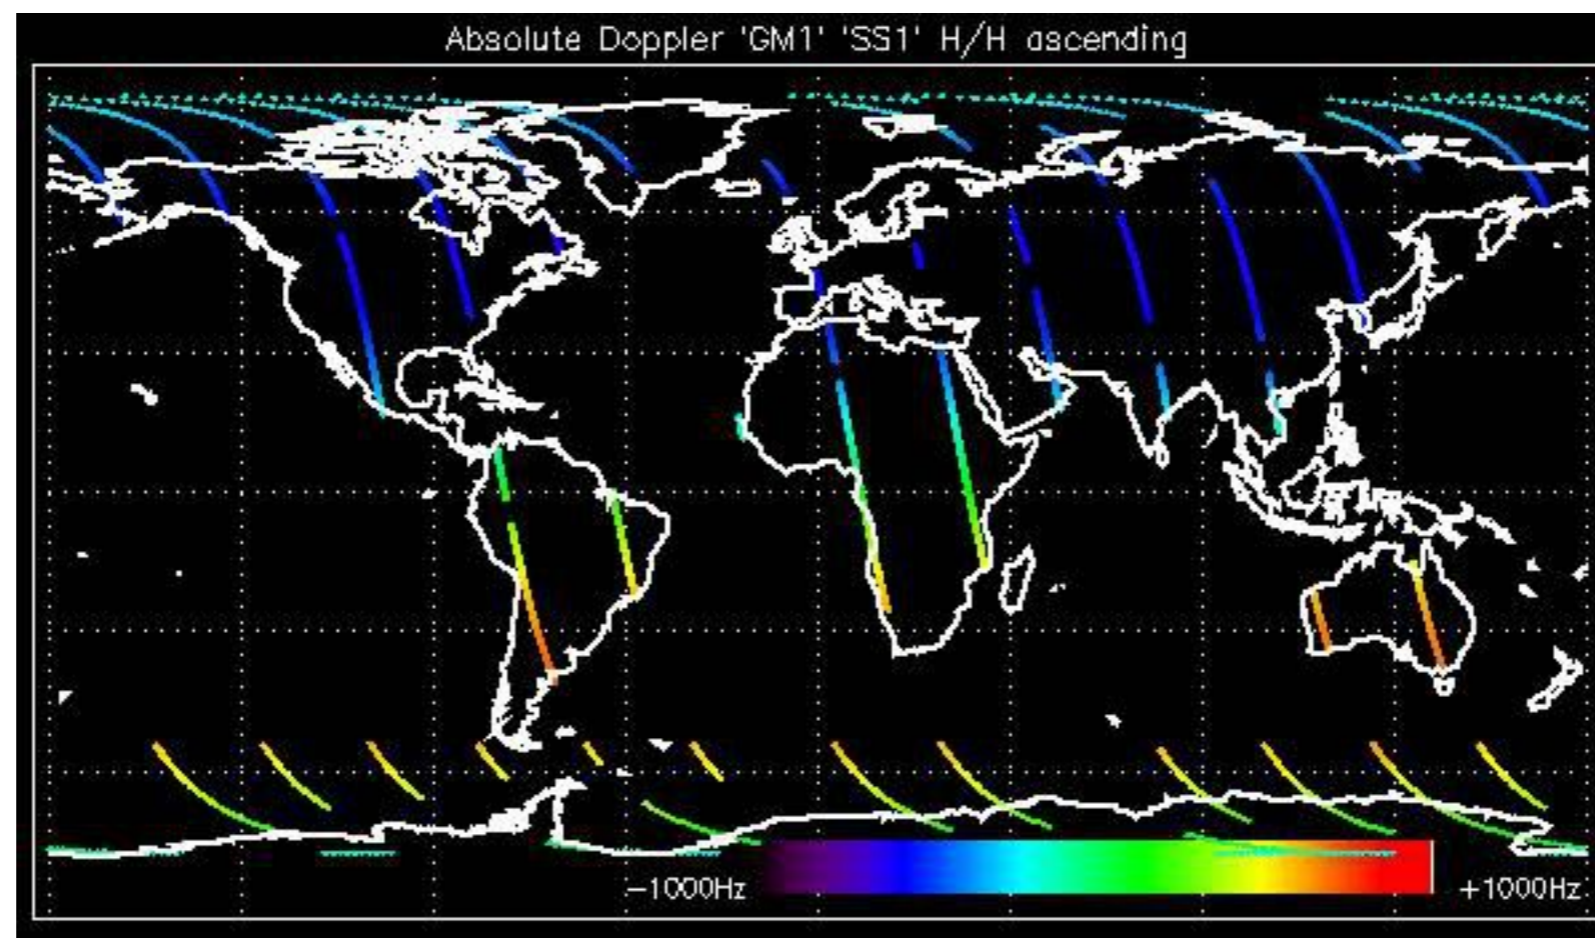 Absolute Doppler 'GM1' 'SS1' H/H ascending
−1000Hz
+1000Hz